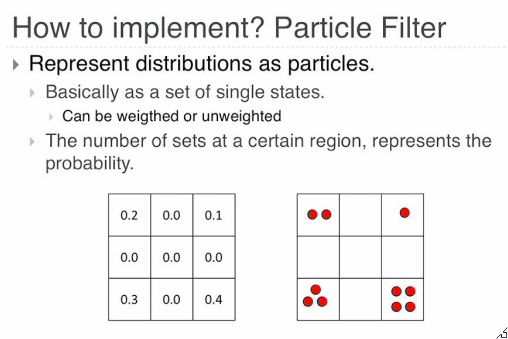 How to implement? Particle Filter
Represent distributions as particles.
Basically as a set of single states.
Can be weigthed or unweighted
The number of sets at a certain region, represents the
probability.
0.2 0.0 0.1
0.0 0.0 0.0
0.3 0.0 0.4